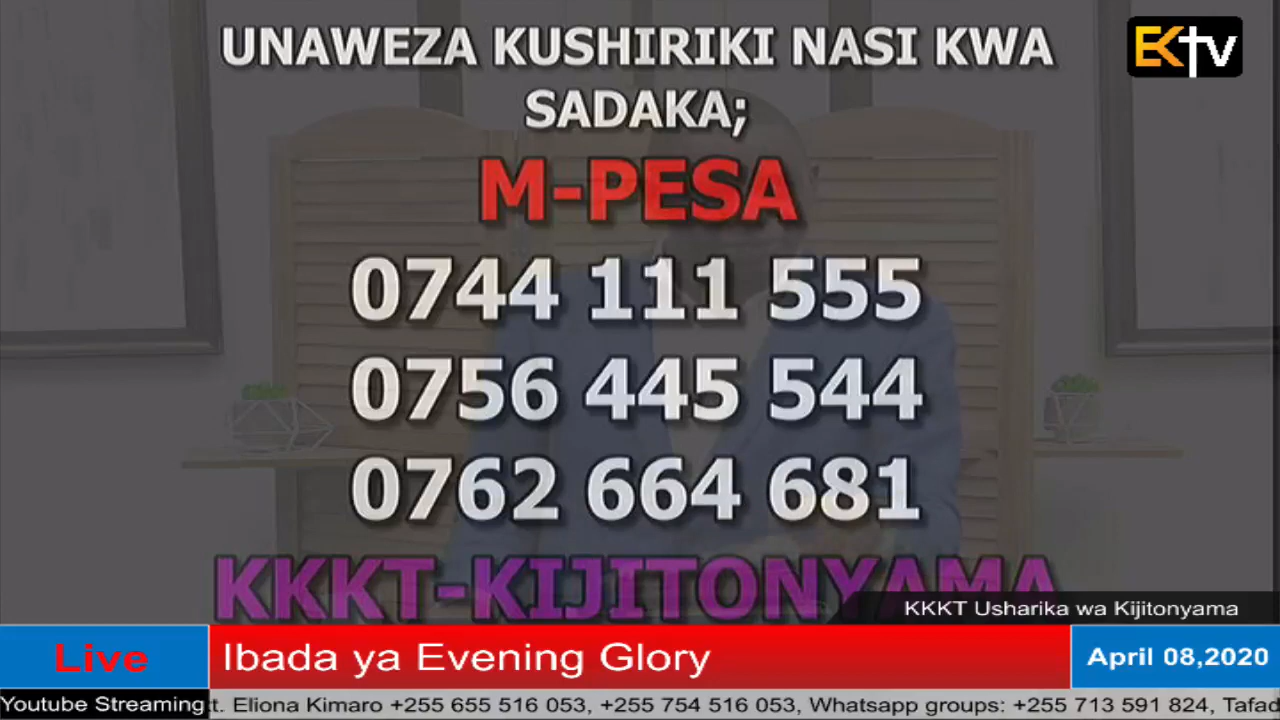 UNAWEZA KUSHIRIKI NASI KWA
EKTV
SADAKA;
M-PESA
0744 111 555
0756 445 544
0762 664 681
KKKT-KIJITONYAMA
KKKT Usharika wa Kijitonyama
Live
Ibada ya Evening Glory
April 08,2020
Youtube Streaming
t. Eliona Kimaro +255 655 516 053, +255 754 516 053, Whatsapp groups: +255 713 591 824, Tafad